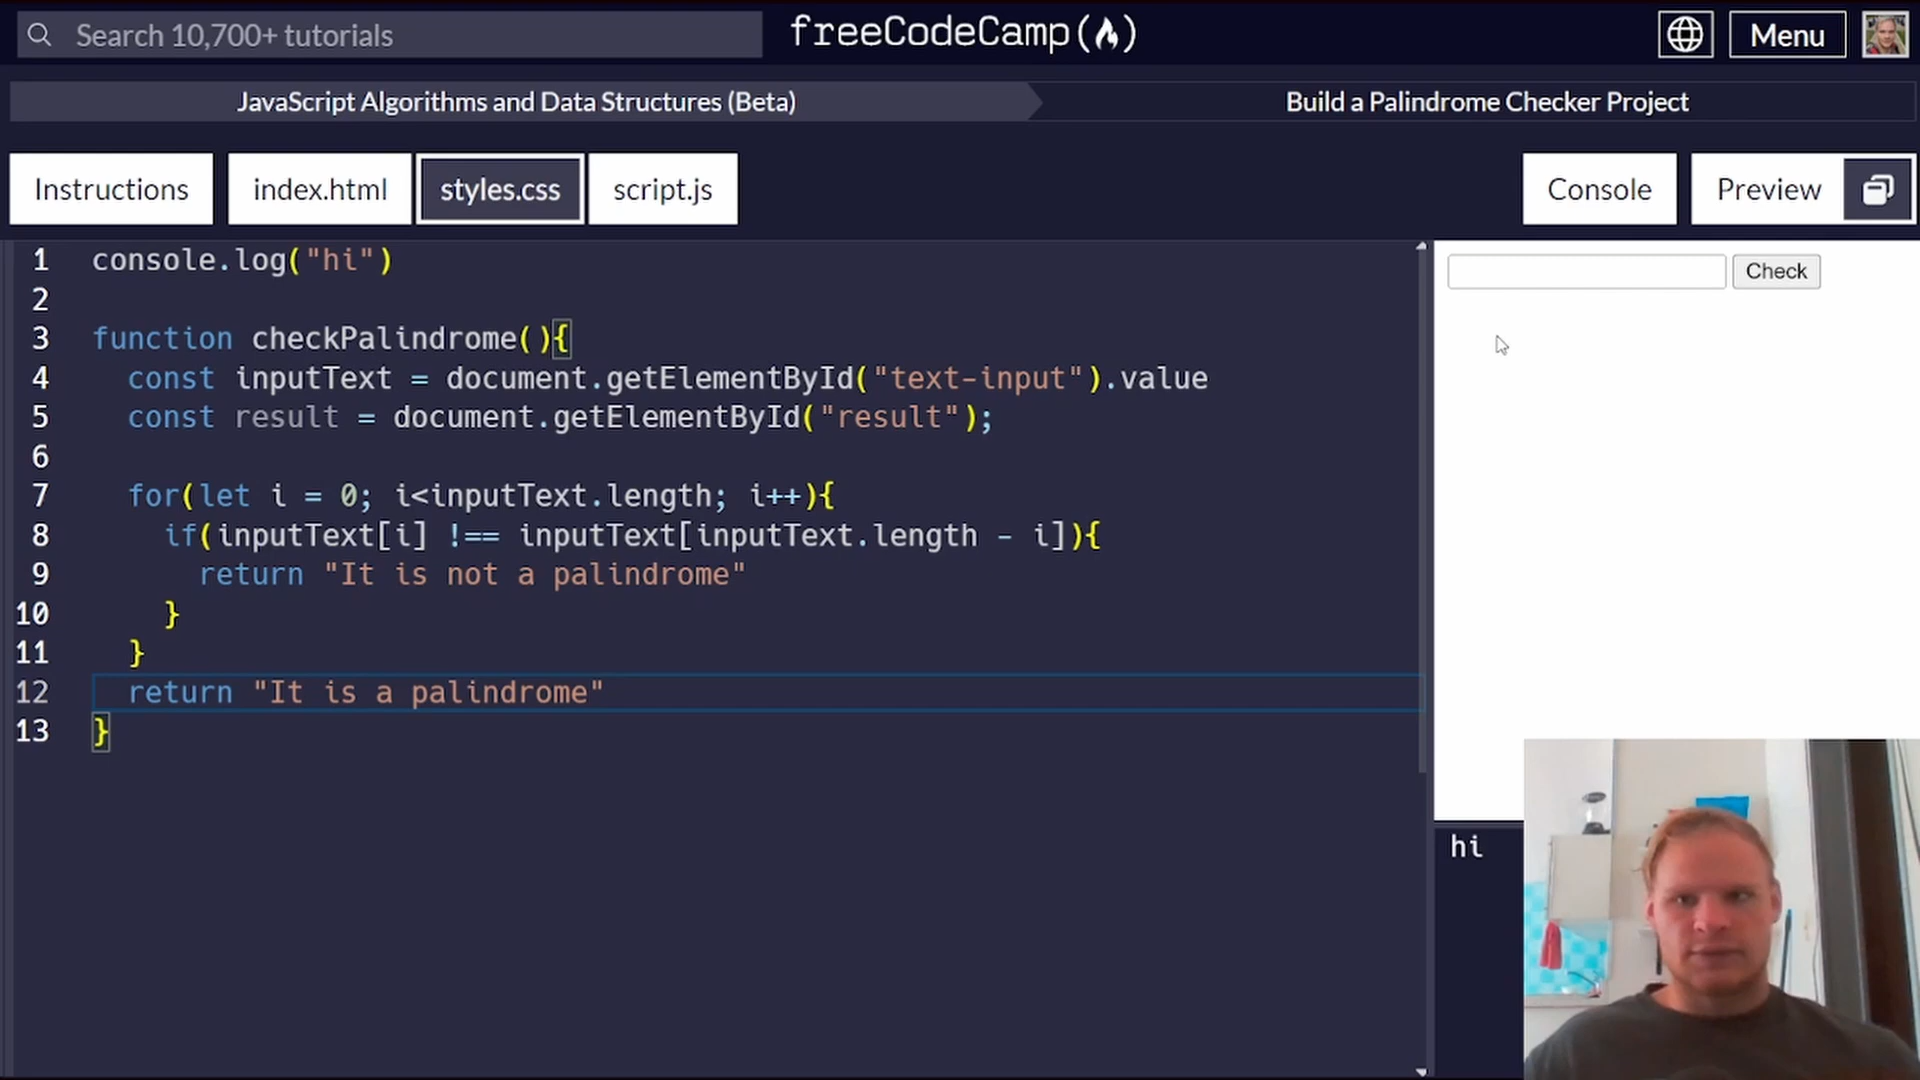 Search 10,700+ tutorials
freeCodeCamp
Menu
JavaScript Algorithms and Data Structures (Beta)
Build a Palindrome Checker Project
Instructions
index.html
styles.css
script.js
Console
Preview
1 console.log("hi")
2
3 function checkPalindrome(){
4 const inputText = document.getElementById("text-input").value
5 const result = document.getElementById("result");
6
7 for(let i = 0; i<inputText.length; i++){
8 if(inputText[i] !== inputText[inputText.length - i]){
9 return "It is not a palindrome"
10 }
11 }
12 return "It is a palindrome"
13 }
Check
hi